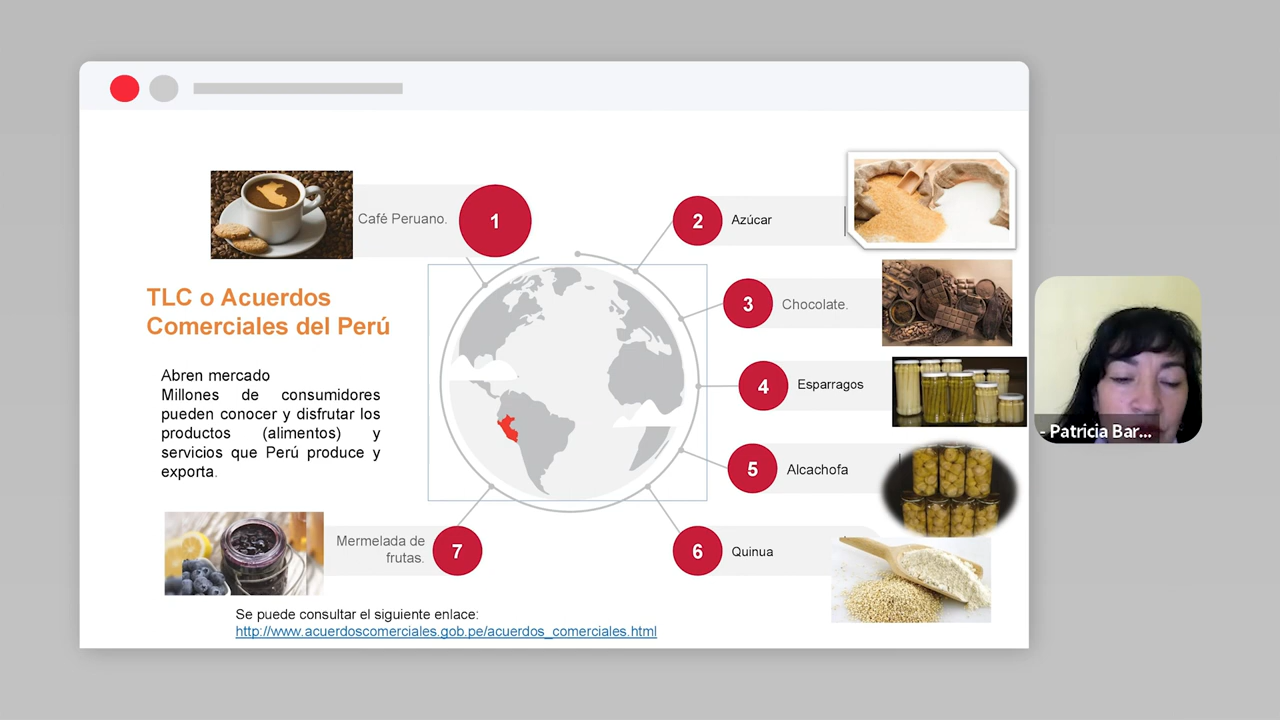 Café Peruano.
1
2
Azúcar
TLC o Acuerdos
Comerciales del Perú
3
Chocolate.
Abren mercado
Millones de consumidores
pueden conocer y disfrutar los
productos (alimentos) y
servicios que Perú produce y
exporta.
4
Esparragos
- Patricia Bar...
5
Alcachofa
Mermelada de
frutas.
7
6
Quinua
Se puede consultar el siguiente enlace:
http://www.acuerdoscomerciales.gob.pe/acuerdos_comerciales.html